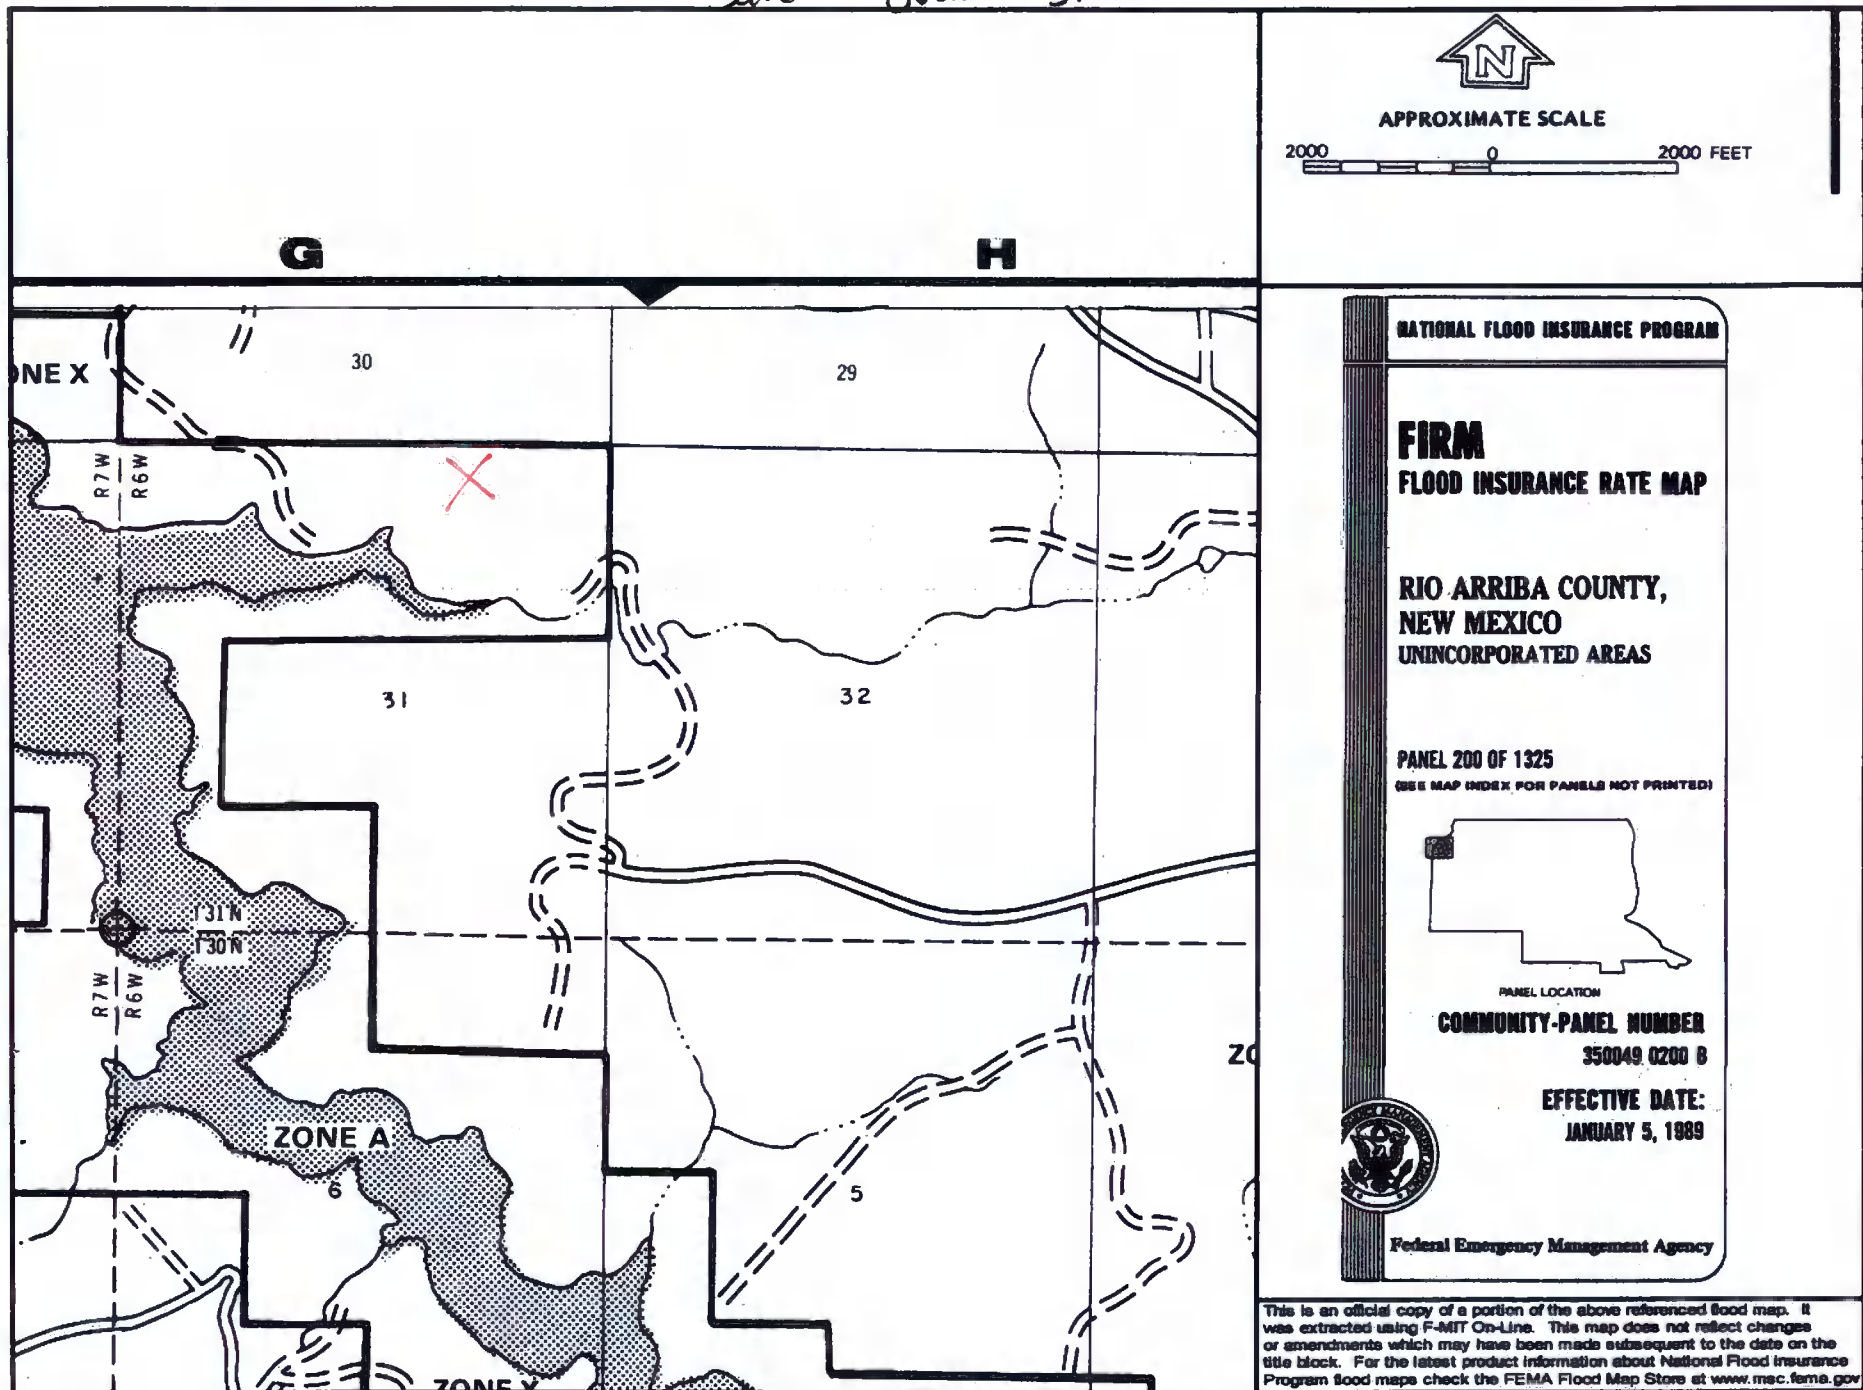 N
APPROXIMATE SCALE
2000 0 2000 FEET
G H
30
29
ONE X
R7W
R6W
31
32
T31N
T30N
R7W
R6W
ZONE A
6
5
ZONE X
NATIONAL FLOOD INSURANCE PROGRAM
FIRM
FLOOD INSURANCE RATE MAP
RIO ARRIBA COUNTY,
NEW MEXICO
UNINCORPORATED AREAS
PANEL 200 OF 1325
(SEE MAP INDEX FOR PANELS NOT PRINTED)
PANEL LOCATION
COMMUNITY-PANEL NUMBER
350049 0200 B
EFFECTIVE DATE:
JANUARY 5, 1989
Federal Emergency Management Agency
This is an official copy of a portion of the above referenced flood map. It
was extracted using F-MIT On-Line. This map does not reflect changes
or amendments which may have been made subsequent to the date on the
title block. For the latest product information about National Flood Insurance
Program flood maps check the FEMA Flood Map Store at www.msc.fema.gov